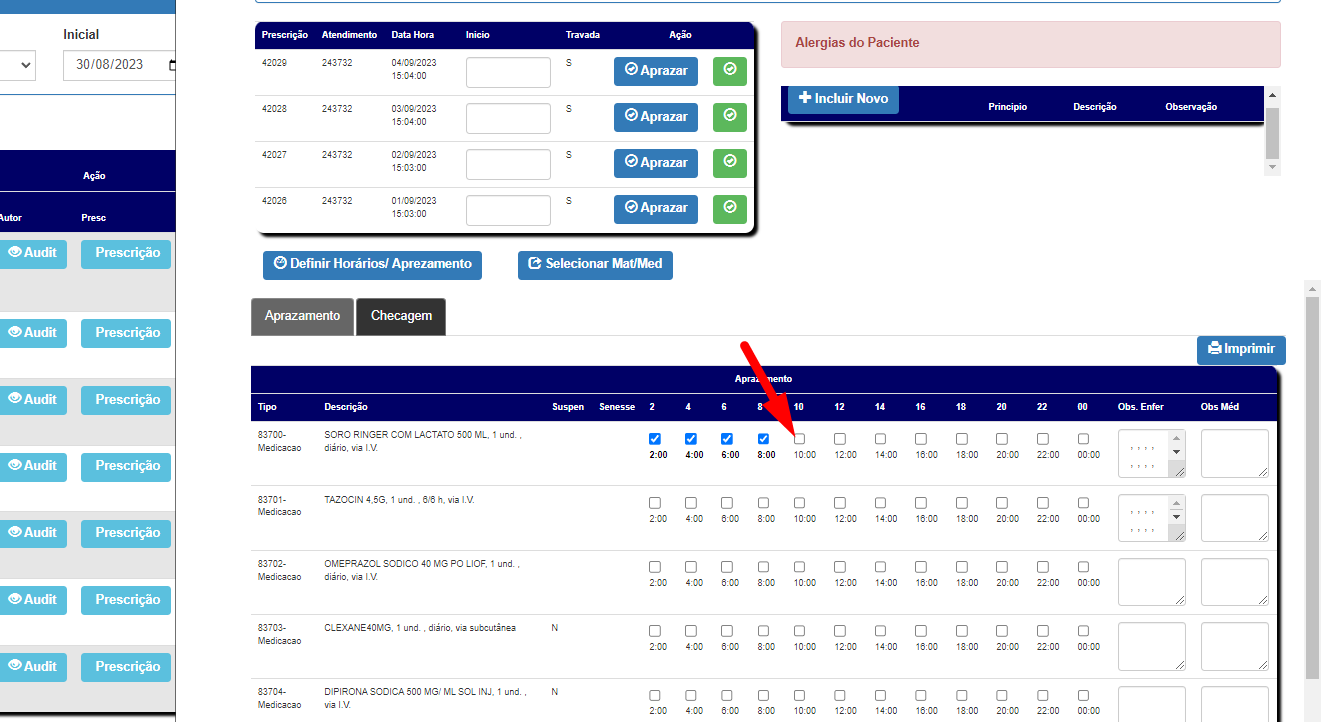 Inicial
30/08/2023
Ação
Autor Presc
Audit Prescrição
Audit Prescrição
Audit Prescrição
Audit Prescrição
Audit Prescrição
Audit Prescrição
Audit Prescrição
Prescrição Atendimento Data Hora Inicio Travada Ação
42029 243732 04/09/2023 S Aprazar
15:04:00
42028 243732 03/09/2023 S Aprazar
15:04:00
42027 243732 02/09/2023 S Aprazar
15:03:00
42026 243732 01/09/2023 S Aprazar
15:03:00
Alergias do Paciente
Incluir Novo Principio Descrição Observação
Definir Horários/ Aprezamento Selecionar Mat/Med
Aprazamento Checagem
Imprimir
Aprazamento
Tipo Descrição Suspen Senesse 2 4 6 8 10 12 14 16 18 20 22 00 Obs. Enfer Obs Méd
83700- SORO RINGER COM LACTATO 500 ML, 1 und. ,
Medicacao diário, via I.V.
2:00 4:00 6:00 8:00 10:00 12:00 14:00 16:00 18:00 20:00 22:00 00:00
, , , ,
, , , ,
83701- TAZOCIN 4,5G, 1 und. , 6/6 h, via I.V.
Medicacao
2:00 4:00 6:00 8:00 10:00 12:00 14:00 16:00 18:00 20:00 22:00 00:00
, , , ,
, , , ,
83702- OMEPRAZOL SODICO 40 MG PO LIOF, 1 und. ,
Medicacao diário, via I.V.
2:00 4:00 6:00 8:00 10:00 12:00 14:00 16:00 18:00 20:00 22:00 00:00
83703- CLEXANE40MG, 1 und. , diário, via subcutânea N
Medicacao
2:00 4:00 6:00 8:00 10:00 12:00 14:00 16:00 18:00 20:00 22:00 00:00
83704- DIPIRONA SODICA 500 MG/ ML SOL INJ, 1 und. , N
Medicacao via I.V.
2:00 4:00 6:00 8:00 10:00 12:00 14:00 16:00 18:00 20:00 22:00 00:00